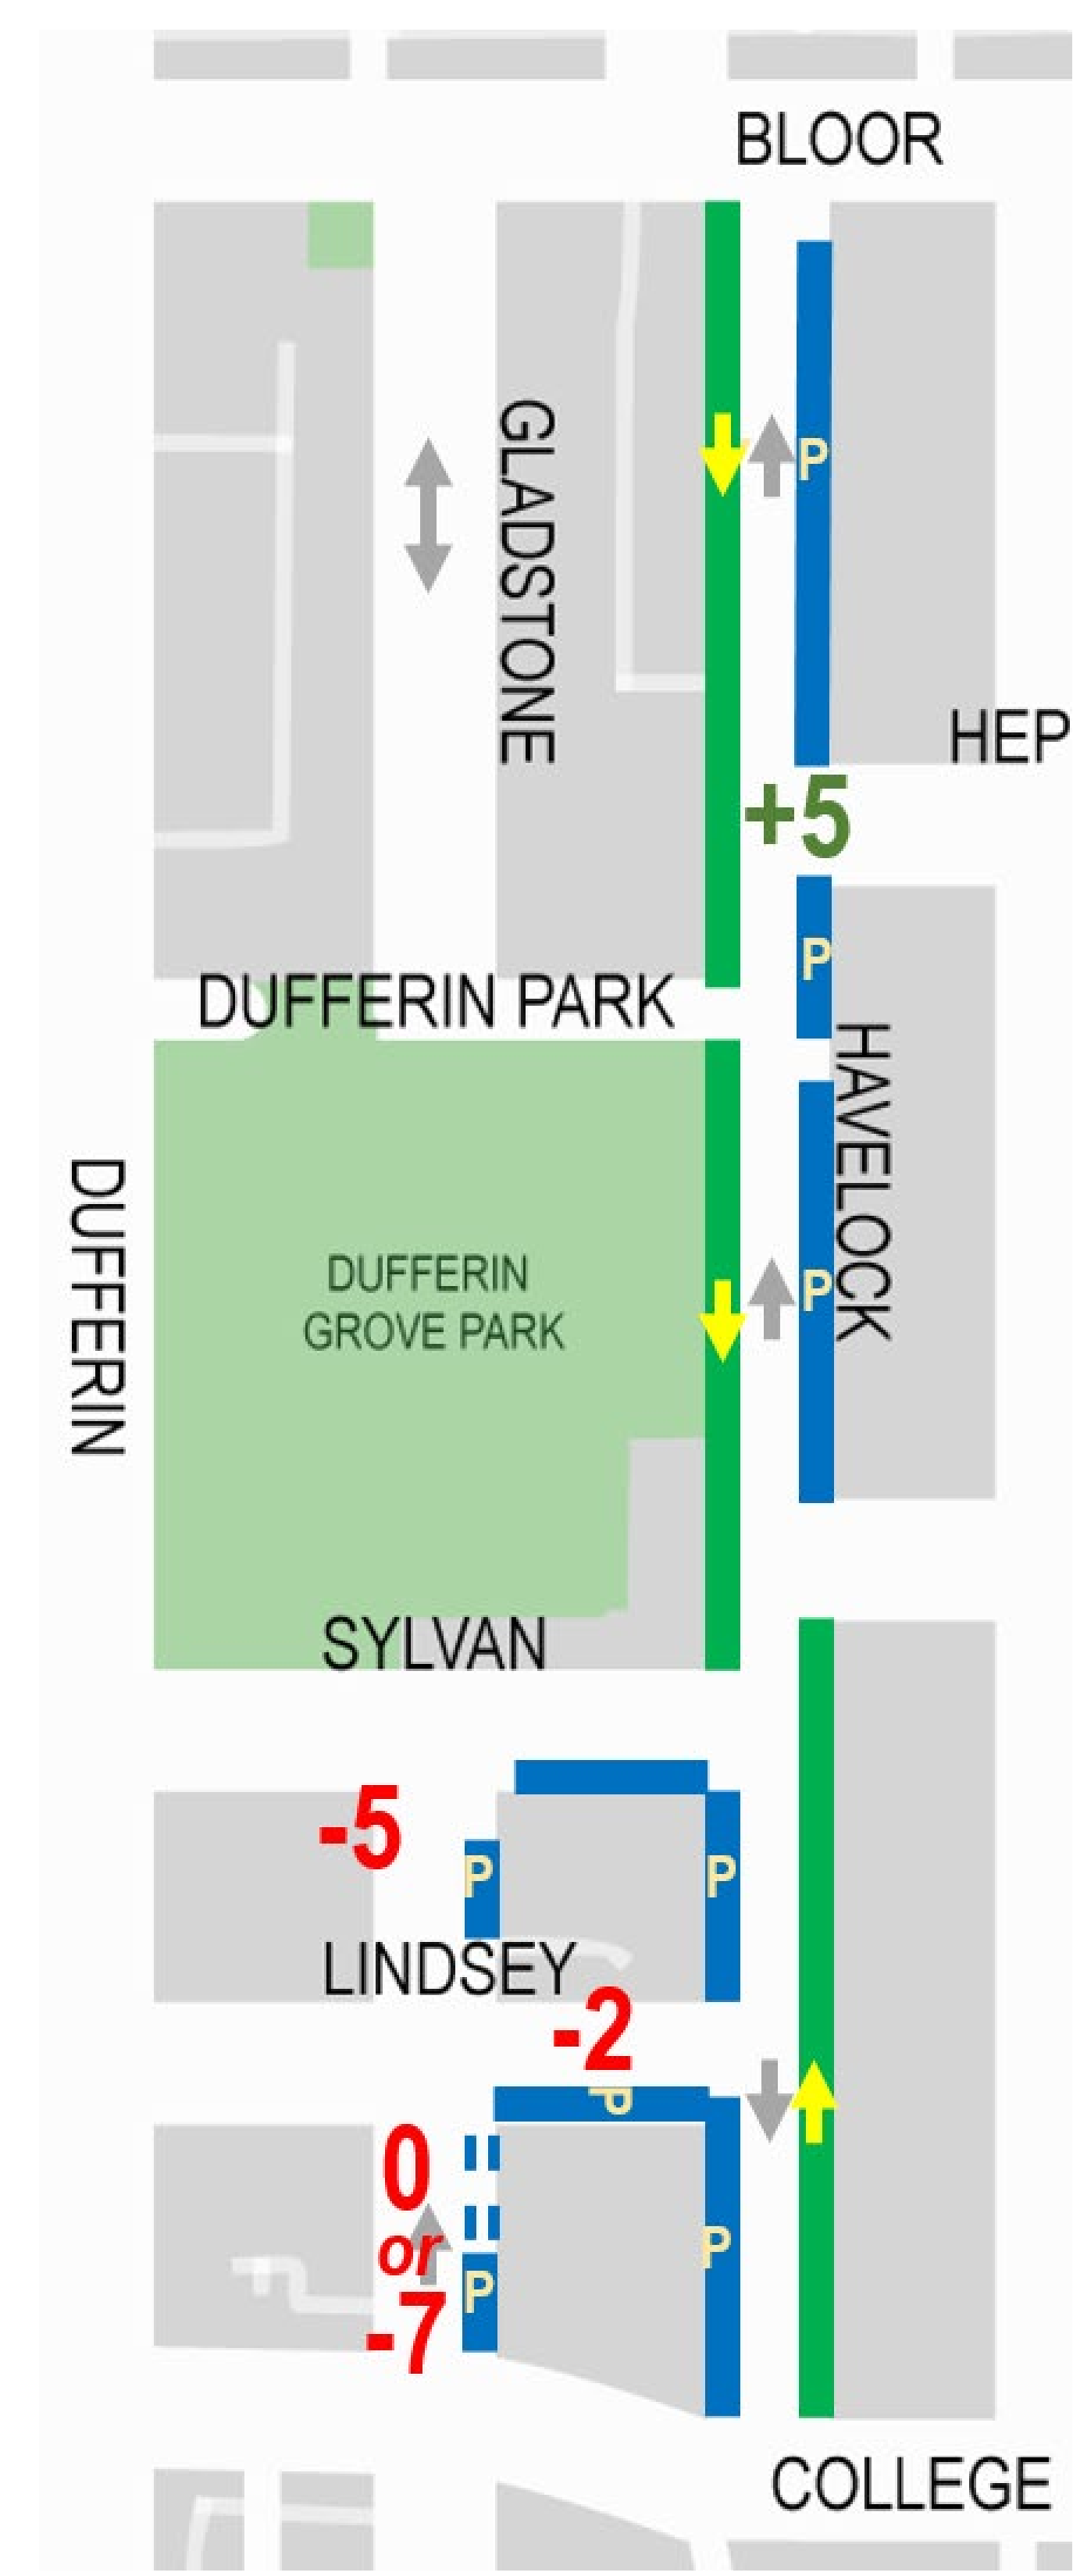 BLOOR
GLADSTONE
P
HEP
+5
P
DUFFERIN PARK
HAVELOCK
DUFFERIN
DUFFERIN
GROVE PARK
P
SYLVAN
-5
P
P
LINDSEY
-2
P
0
or
-7
P
P
COLLEGE